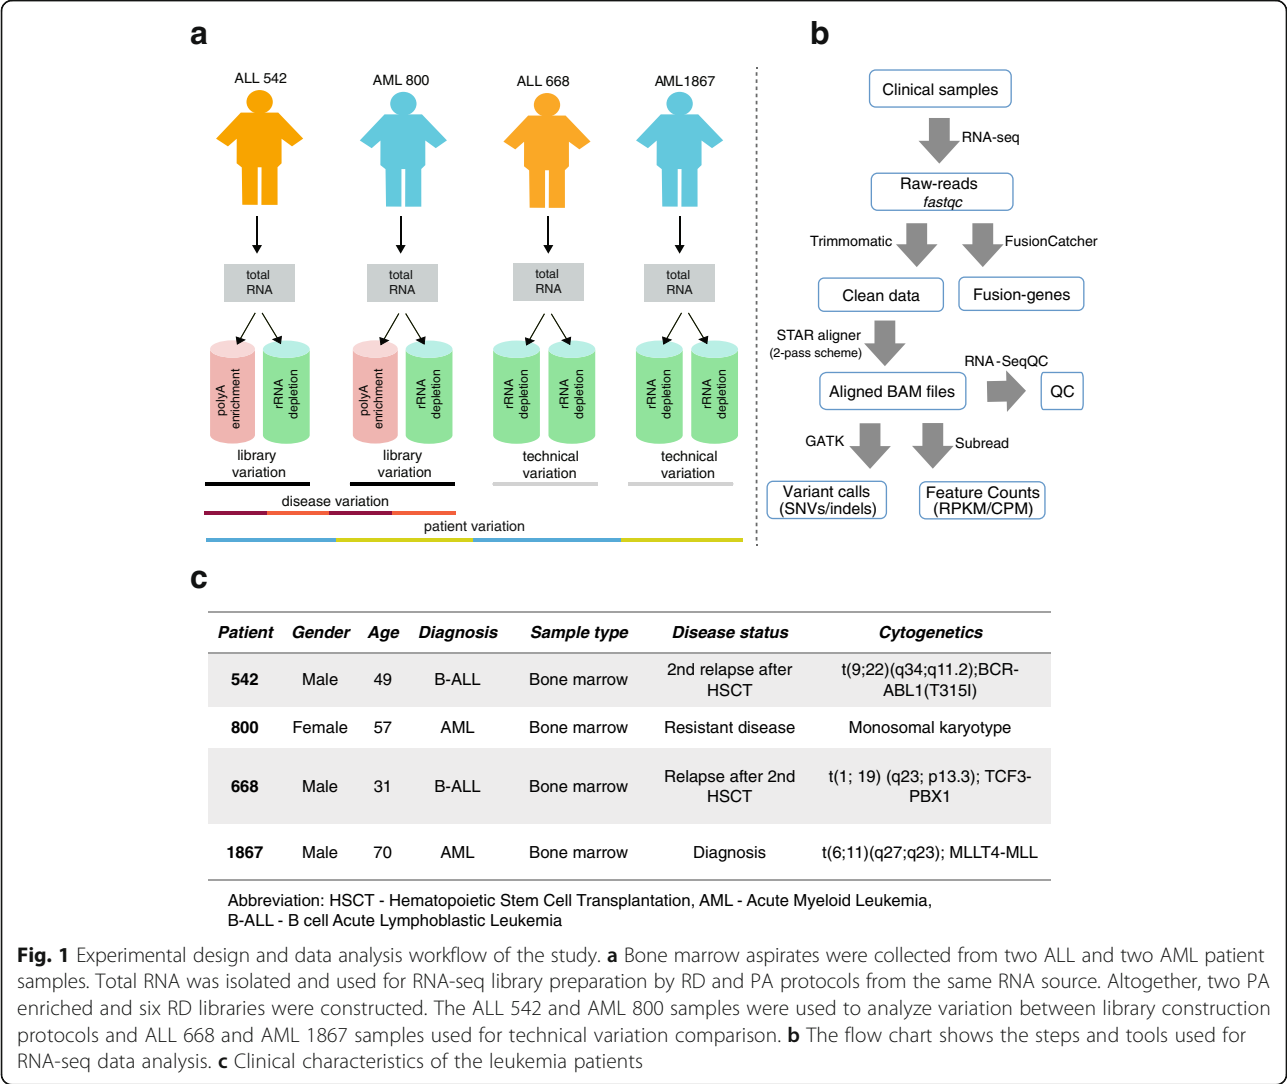 a
ALL 542
AML 800
ALL 668
AML1867
total
RNA
total
RNA
total
RNA
total
RNA
polyA
enrichment
rRNA
depletion
polyA
enrichment
rRNA
depletion
rRNA
depletion
rRNA
depletion
rRNA
depletion
rRNA
depletion
library
variation
library
variation
technical
variation
technical
variation
disease variation
patient variation
b
Clinical samples
RNA-seq
Raw-reads
fastqc
Trimmomatic
FusionCatcher
Clean data
Fusion-genes
STAR aligner
(2-pass scheme)
RNA-SeqQC
Aligned BAM files
QC
GATK
Subread
Variant calls
(SNVs/indels)
Feature Counts
(RPKM/CPM)
c
Patient Gender Age Diagnosis Sample type Disease status Cytogenetics
542 Male 49 B-ALL Bone marrow 2nd relapse after HSCT t(9;22)(q34;q11.2);BCR-ABL1(T315I)
800 Female 57 AML Bone marrow Resistant disease Monosomal karyotype
668 Male 31 B-ALL Bone marrow Relapse after 2nd HSCT t(1; 19) (q23; p13.3); TCF3-PBX1
1867 Male 70 AML Bone marrow Diagnosis t(6;11)(q27;q23); MLLT4-MLL
Abbreviation: HSCT - Hematopoietic Stem Cell Transplantation, AML - Acute Myeloid Leukemia,
B-ALL - B cell Acute Lymphoblastic Leukemia
Fig. 1 Experimental design and data analysis workflow of the study. a Bone marrow aspirates were collected from two ALL and two AML patient
samples. Total RNA was isolated and used for RNA-seq library preparation by RD and PA protocols from the same RNA source. Altogether, two PA
enriched and six RD libraries were constructed. The ALL 542 and AML 800 samples were used to analyze variation between library construction
protocols and ALL 668 and AML 1867 samples used for technical variation comparison. b The flow chart shows the steps and tools used for
RNA-seq data analysis. c Clinical characteristics of the leukemia patients